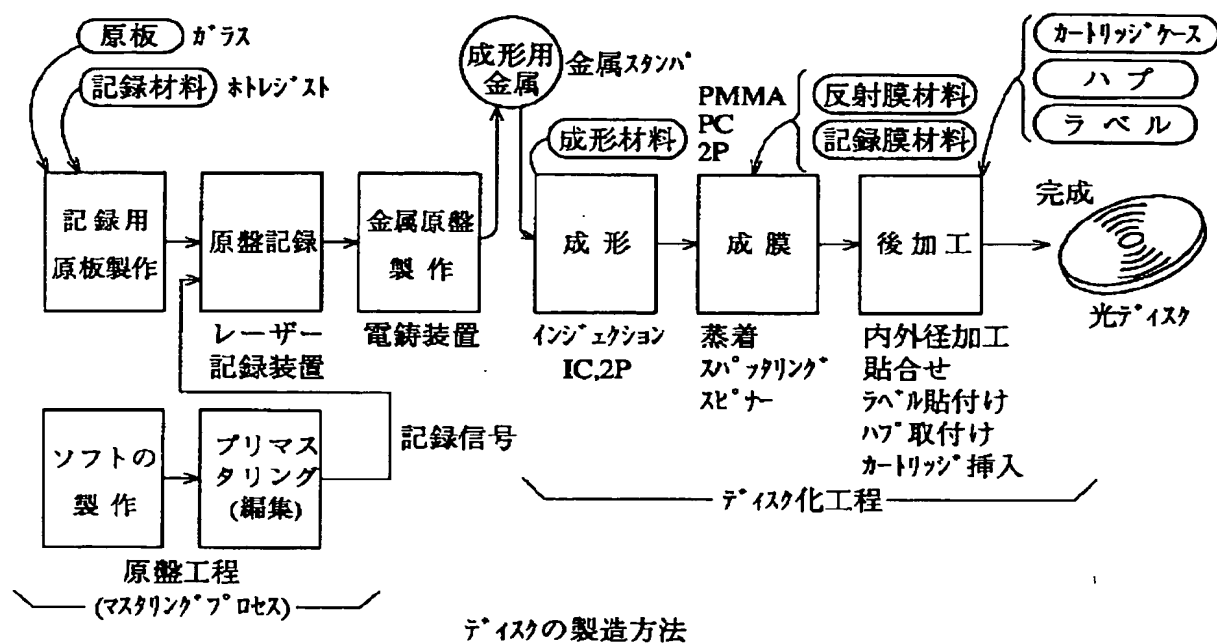 原板 ガラス
記録材料 ホトレジスト
成形用
金属
金属スタンパ
カートリッジケース
ハブ
ラベル
PMMA
PC
2P
反射膜材料
記録膜材料
成形材料
記録用
原板製作
原盤記録
レーザー
記録装置
金属原盤
製作
電鋳装置
成形
インジェクション
IC,2P
成膜
蒸着
スパッタリング
スピナー
後加工
内外径加工
貼合せ
ラベル貼付け
ハブ取付け
カートリッジ挿入
完成
光ディスク
ソフトの
製作
プリマス
タリング
(編集)
記録信号
ディスク化工程
原盤工程
(マスタリングプロセス)
ディスクの製造方法